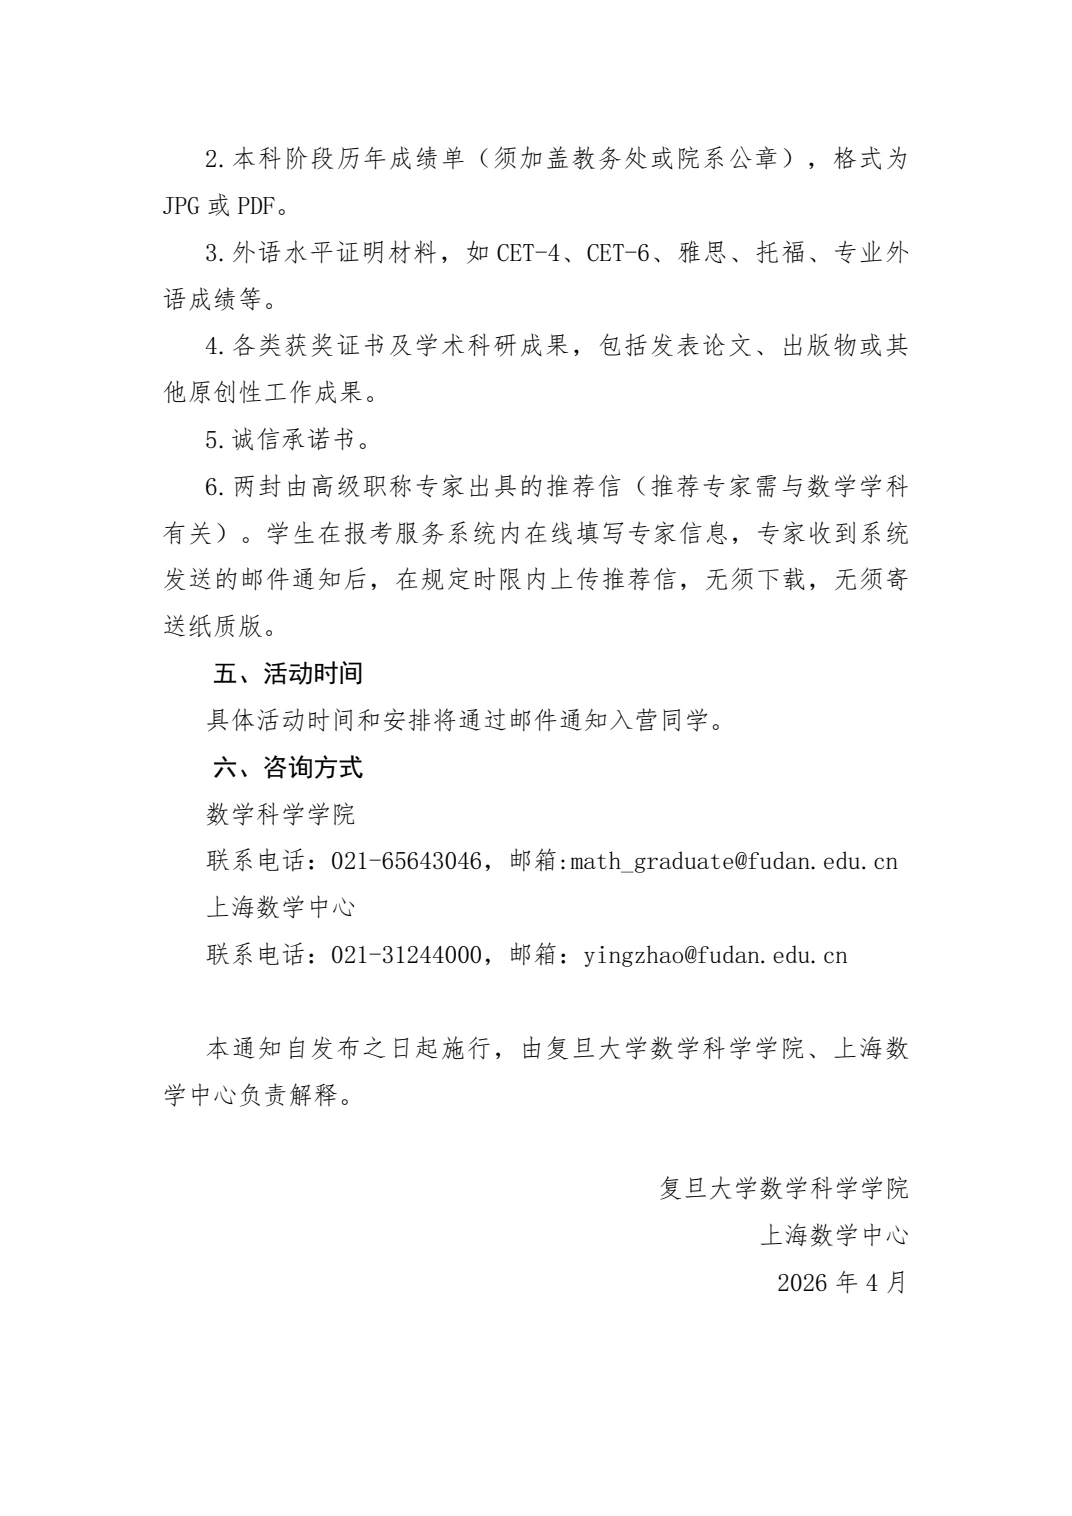 2.本科阶段历年成绩单（须加盖教务处或院系公章），格式为
JPG 或 PDF。
3.外语水平证明材料，如 CET-4、CET-6、雅思、托福、专业外
语成绩等。
4.各类获奖证书及学术科研成果，包括发表论文、出版物或其
他原创性工作成果。
5.诚信承诺书。
6.两封由高级职称专家出具的推荐信（推荐专家需与数学学科
有关）。学生在报考服务系统内在线填写专家信息，专家收到系统
发送的邮件通知后，在规定时限内上传推荐信，无须下载，无须寄
送纸质版。
五、活动时间
具体活动时间和安排将通过邮件通知入营同学。
六、咨询方式
数学科学学院
联系电话：021-65643046，邮箱:math_graduate@fudan.edu.cn
上海数学中心
联系电话：021-31244000，邮箱：yingzhao@fudan.edu.cn
本通知自发布之日起施行，由复旦大学数学科学学院、上海数
学中心负责解释。
复旦大学数学科学学院
上海数学中心
2026 年 4 月